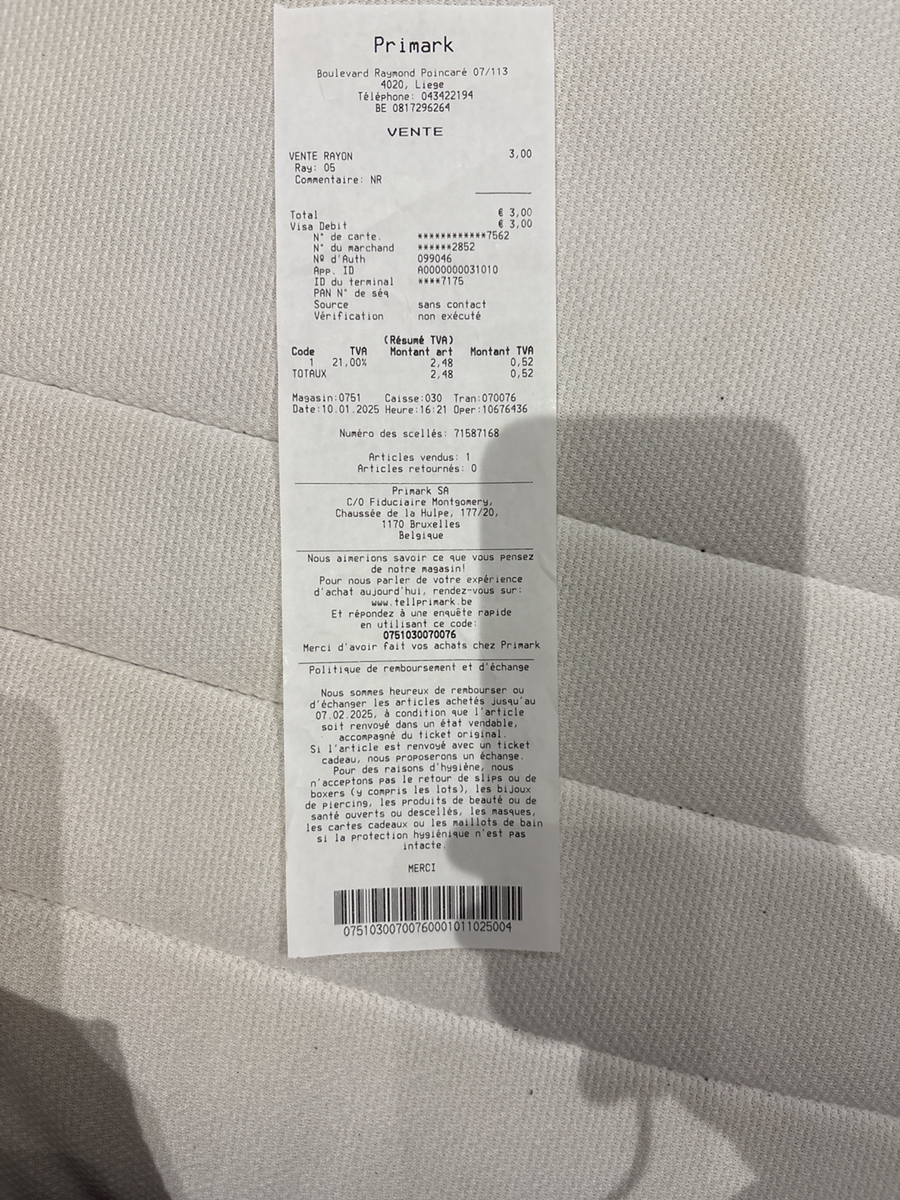 Primark
Boulevard Raymond Poincaré 07/113
4020, Liege
Téléphone: 043422194
BE 0817296264
VENTE
VENTE RAYON 3,00
Ray: 05
Commentaire: NR
Total € 3,00
Visa Debit € 3,00
N° de carte. ************7562
N° du marchand ******2852
Nº d'Auth 099046
App. ID A0000000031010
ID du terminal ****7175
PAN N° de séq
Source sans contact
Vérification non exécuté
(Résumé TVA)
Code TVA Montant art Montant TVA
1 21,00% 2,48 0,52
TOTAUX 2,48 0,52
Magasin:0751 Caisse:030 Tran:070076
Date:10.01.2025 Heure:16:21 Oper:10676436
Numéro des scellés: 71587168
Articles vendus: 1
Articles retournés: 0
Primark SA
C/O Fiduciaire Montgomery,
Chaussée de la Hulpe, 177/20,
1170 Bruxelles
Belgique
Nous aimerions savoir ce que vous pensez
de notre magasin!
Pour nous parler de votre expérience
d'achat aujourd'hui, rendez-vous sur:
www.tellprimark.be
Et répondez à une enquête rapide
en utilisant ce code:
0751030070076
Merci d'avoir fait vos achats chez Primark
Politique de remboursement et d'échange
Nous sommes heureux de rembourser ou
d'échanger les articles achetés jusqu'au
07.02.2025, à condition que l'article
soit renvoyé dans un état vendable,
accompagné du ticket original.
Si l'article est renvoyé avec un ticket
cadeau, nous proposerons un échange.
Pour des raisons d'hygiène, nous
n'acceptons pas le retour de slips ou de
boxers (y compris les lots), les bijoux
de piercing, les produits de beauté ou de
santé ouverts ou descellés, les masques,
les cartes cadeaux ou les maillots de bain
si la protection hygiénique n'est pas
intacte.
MERCI
07510300700760001011025004